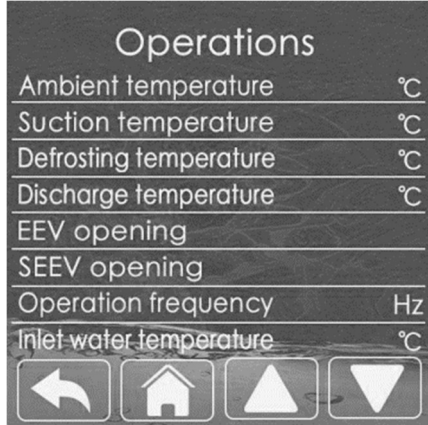 Operations
Ambient temperature ℃
Suction temperature ℃
Defrosting temperature ℃
Discharge temperature ℃
EEV opening
SEEV opening
Operation frequency Hz
Inlet water temperature ℃